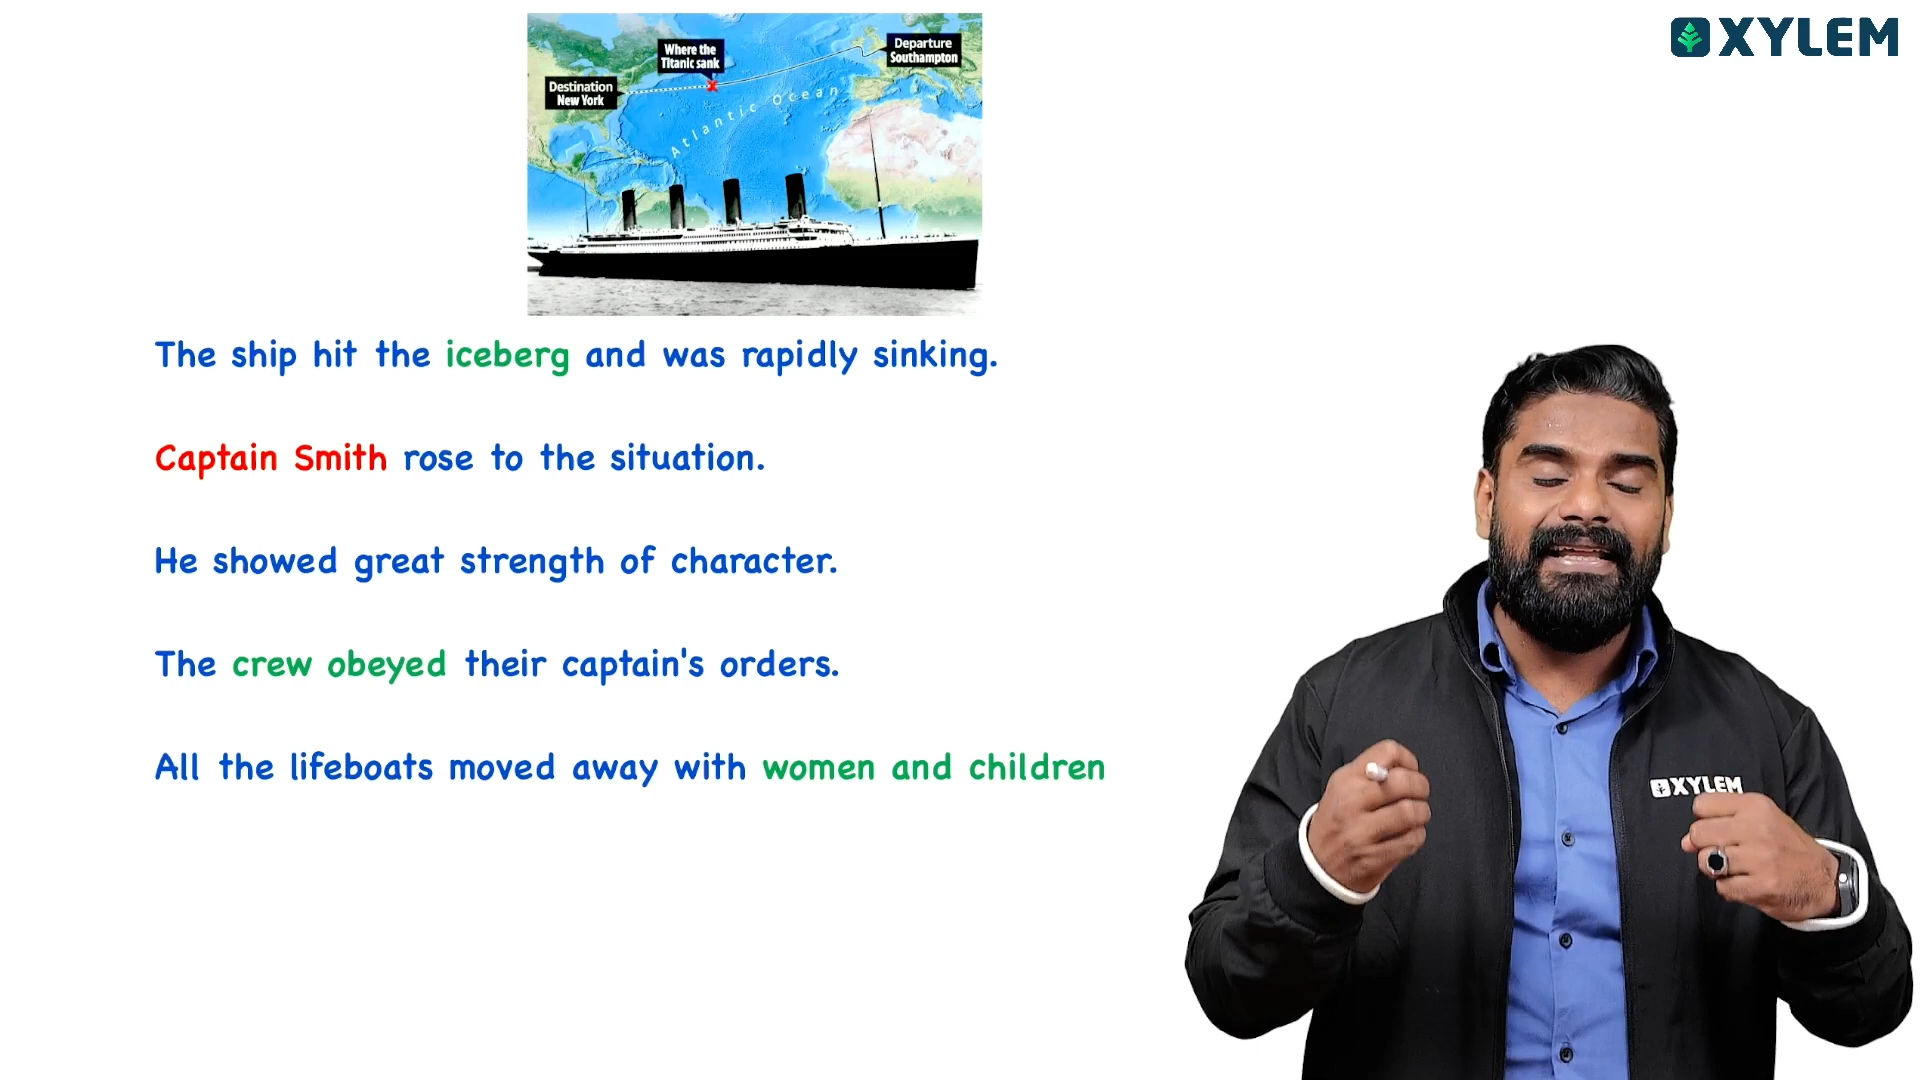 XYLEM
Departure
Southampton
Where the
Titanic sank
Destination
New York
Atlantic Ocean
The ship hit the iceberg and was rapidly sinking.
Captain Smith rose to the situation.
He showed great strength of character.
The crew obeyed their captain's orders.
All the lifeboats moved away with women and children
XYLEM